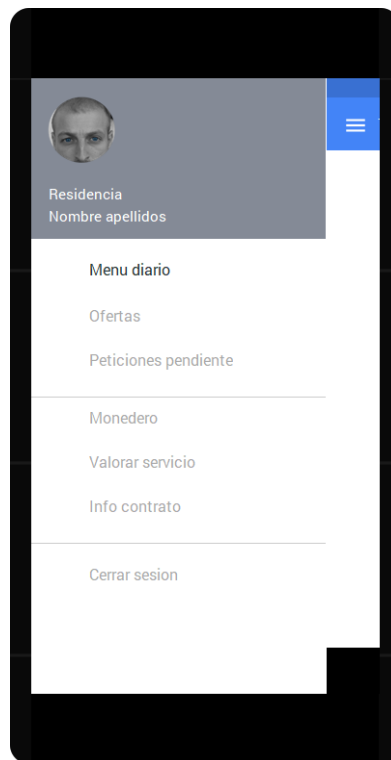 Residencia
Nombre apellidos
Menu diario
Ofertas
Peticiones pendiente
Monedero
Valorar servicio
Info contrato
Cerrar sesion